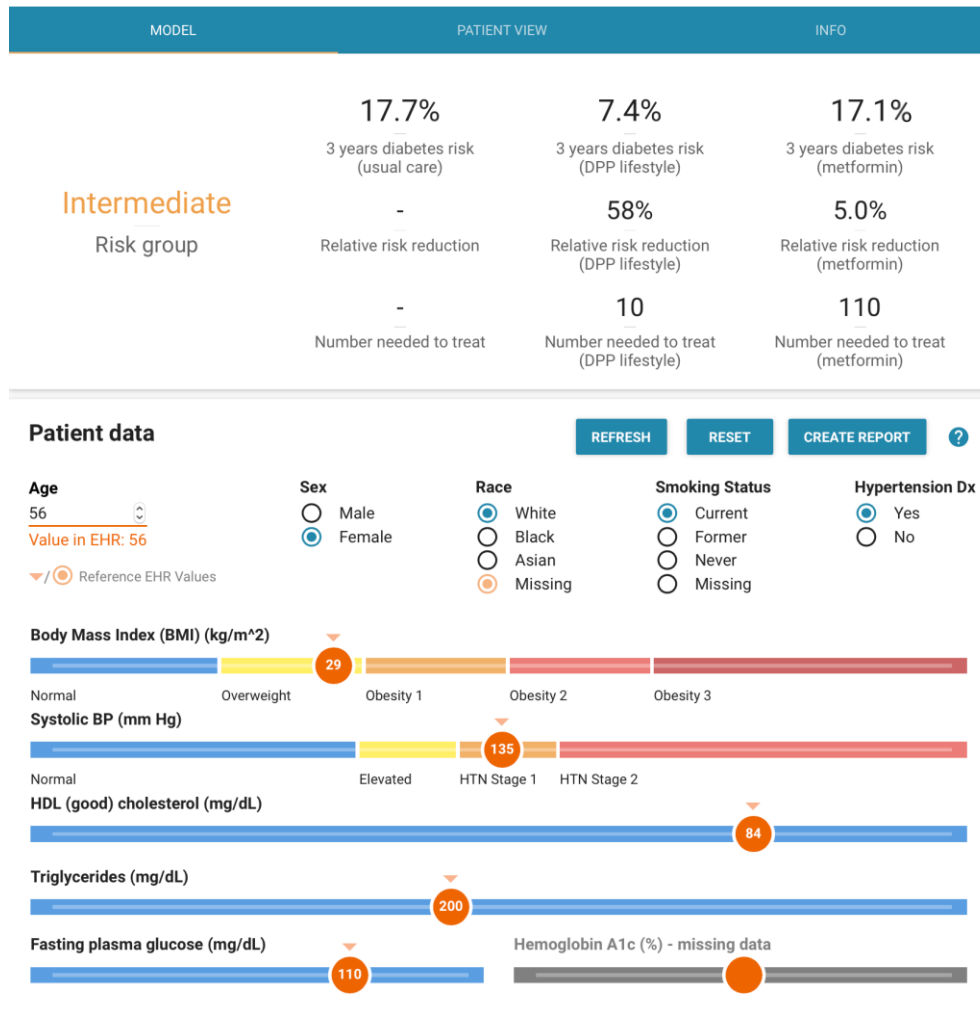 MODEL
PATIENT VIEW
INFO
Intermediate
Risk group
17.7%
3 years diabetes risk
(usual care)
7.4%
3 years diabetes risk
(DPP lifestyle)
17.1%
3 years diabetes risk
(metformin)
-
Relative risk reduction
58%
Relative risk reduction
(DPP lifestyle)
5.0%
Relative risk reduction
(metformin)
-
Number needed to treat
10
Number needed to treat
(DPP lifestyle)
110
Number needed to treat
(metformin)
Patient data
REFRESH
RESET
CREATE REPORT
?
Age
56
Value in EHR: 56
/ Reference EHR Values
Sex
Male
Female
Race
White
Black
Asian
Missing
Smoking Status
Current
Former
Never
Missing
Hypertension Dx
Yes
No
Body Mass Index (BMI) (kg/m^2)
29
Normal
Overweight
Obesity 1
Obesity 2
Obesity 3
Systolic BP (mm Hg)
135
Normal
Elevated
HTN Stage 1
HTN Stage 2
HDL (good) cholesterol (mg/dL)
84
Triglycerides (mg/dL)
200
Fasting plasma glucose (mg/dL)
110
Hemoglobin A1c (%) - missing data